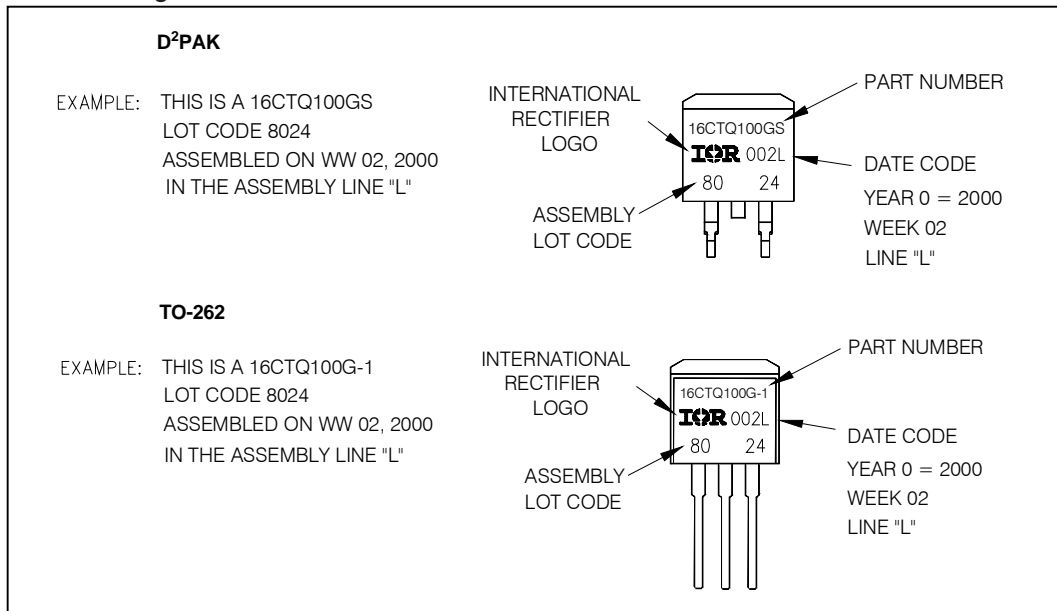 D²PAK
EXAMPLE: THIS IS A 16CTQ100GS
LOT CODE 8024
ASSEMBLED ON WW 02, 2000
IN THE ASSEMBLY LINE "L"
INTERNATIONAL
RECTIFIER
LOGO
ASSEMBLY
LOT CODE
16CTQ100GS
IOR 002L
80 24
PART NUMBER
DATE CODE
YEAR 0 = 2000
WEEK 02
LINE "L"
TO-262
EXAMPLE: THIS IS A 16CTQ100G-1
LOT CODE 8024
ASSEMBLED ON WW 02, 2000
IN THE ASSEMBLY LINE "L"
INTERNATIONAL
RECTIFIER
LOGO
ASSEMBLY
LOT CODE
16CTQ100G-1
IOR 002L
80 24
PART NUMBER
DATE CODE
YEAR 0 = 2000
WEEK 02
LINE "L"